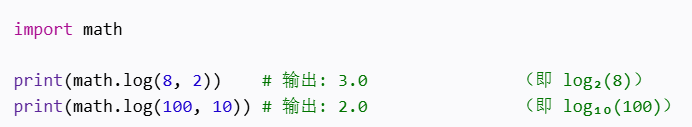 import math
print(math.log(8, 2))    # 输出: 3.0                （即 log₂(8)）
print(math.log(100, 10)) # 输出: 2.0                （即 log₁₀(100)）